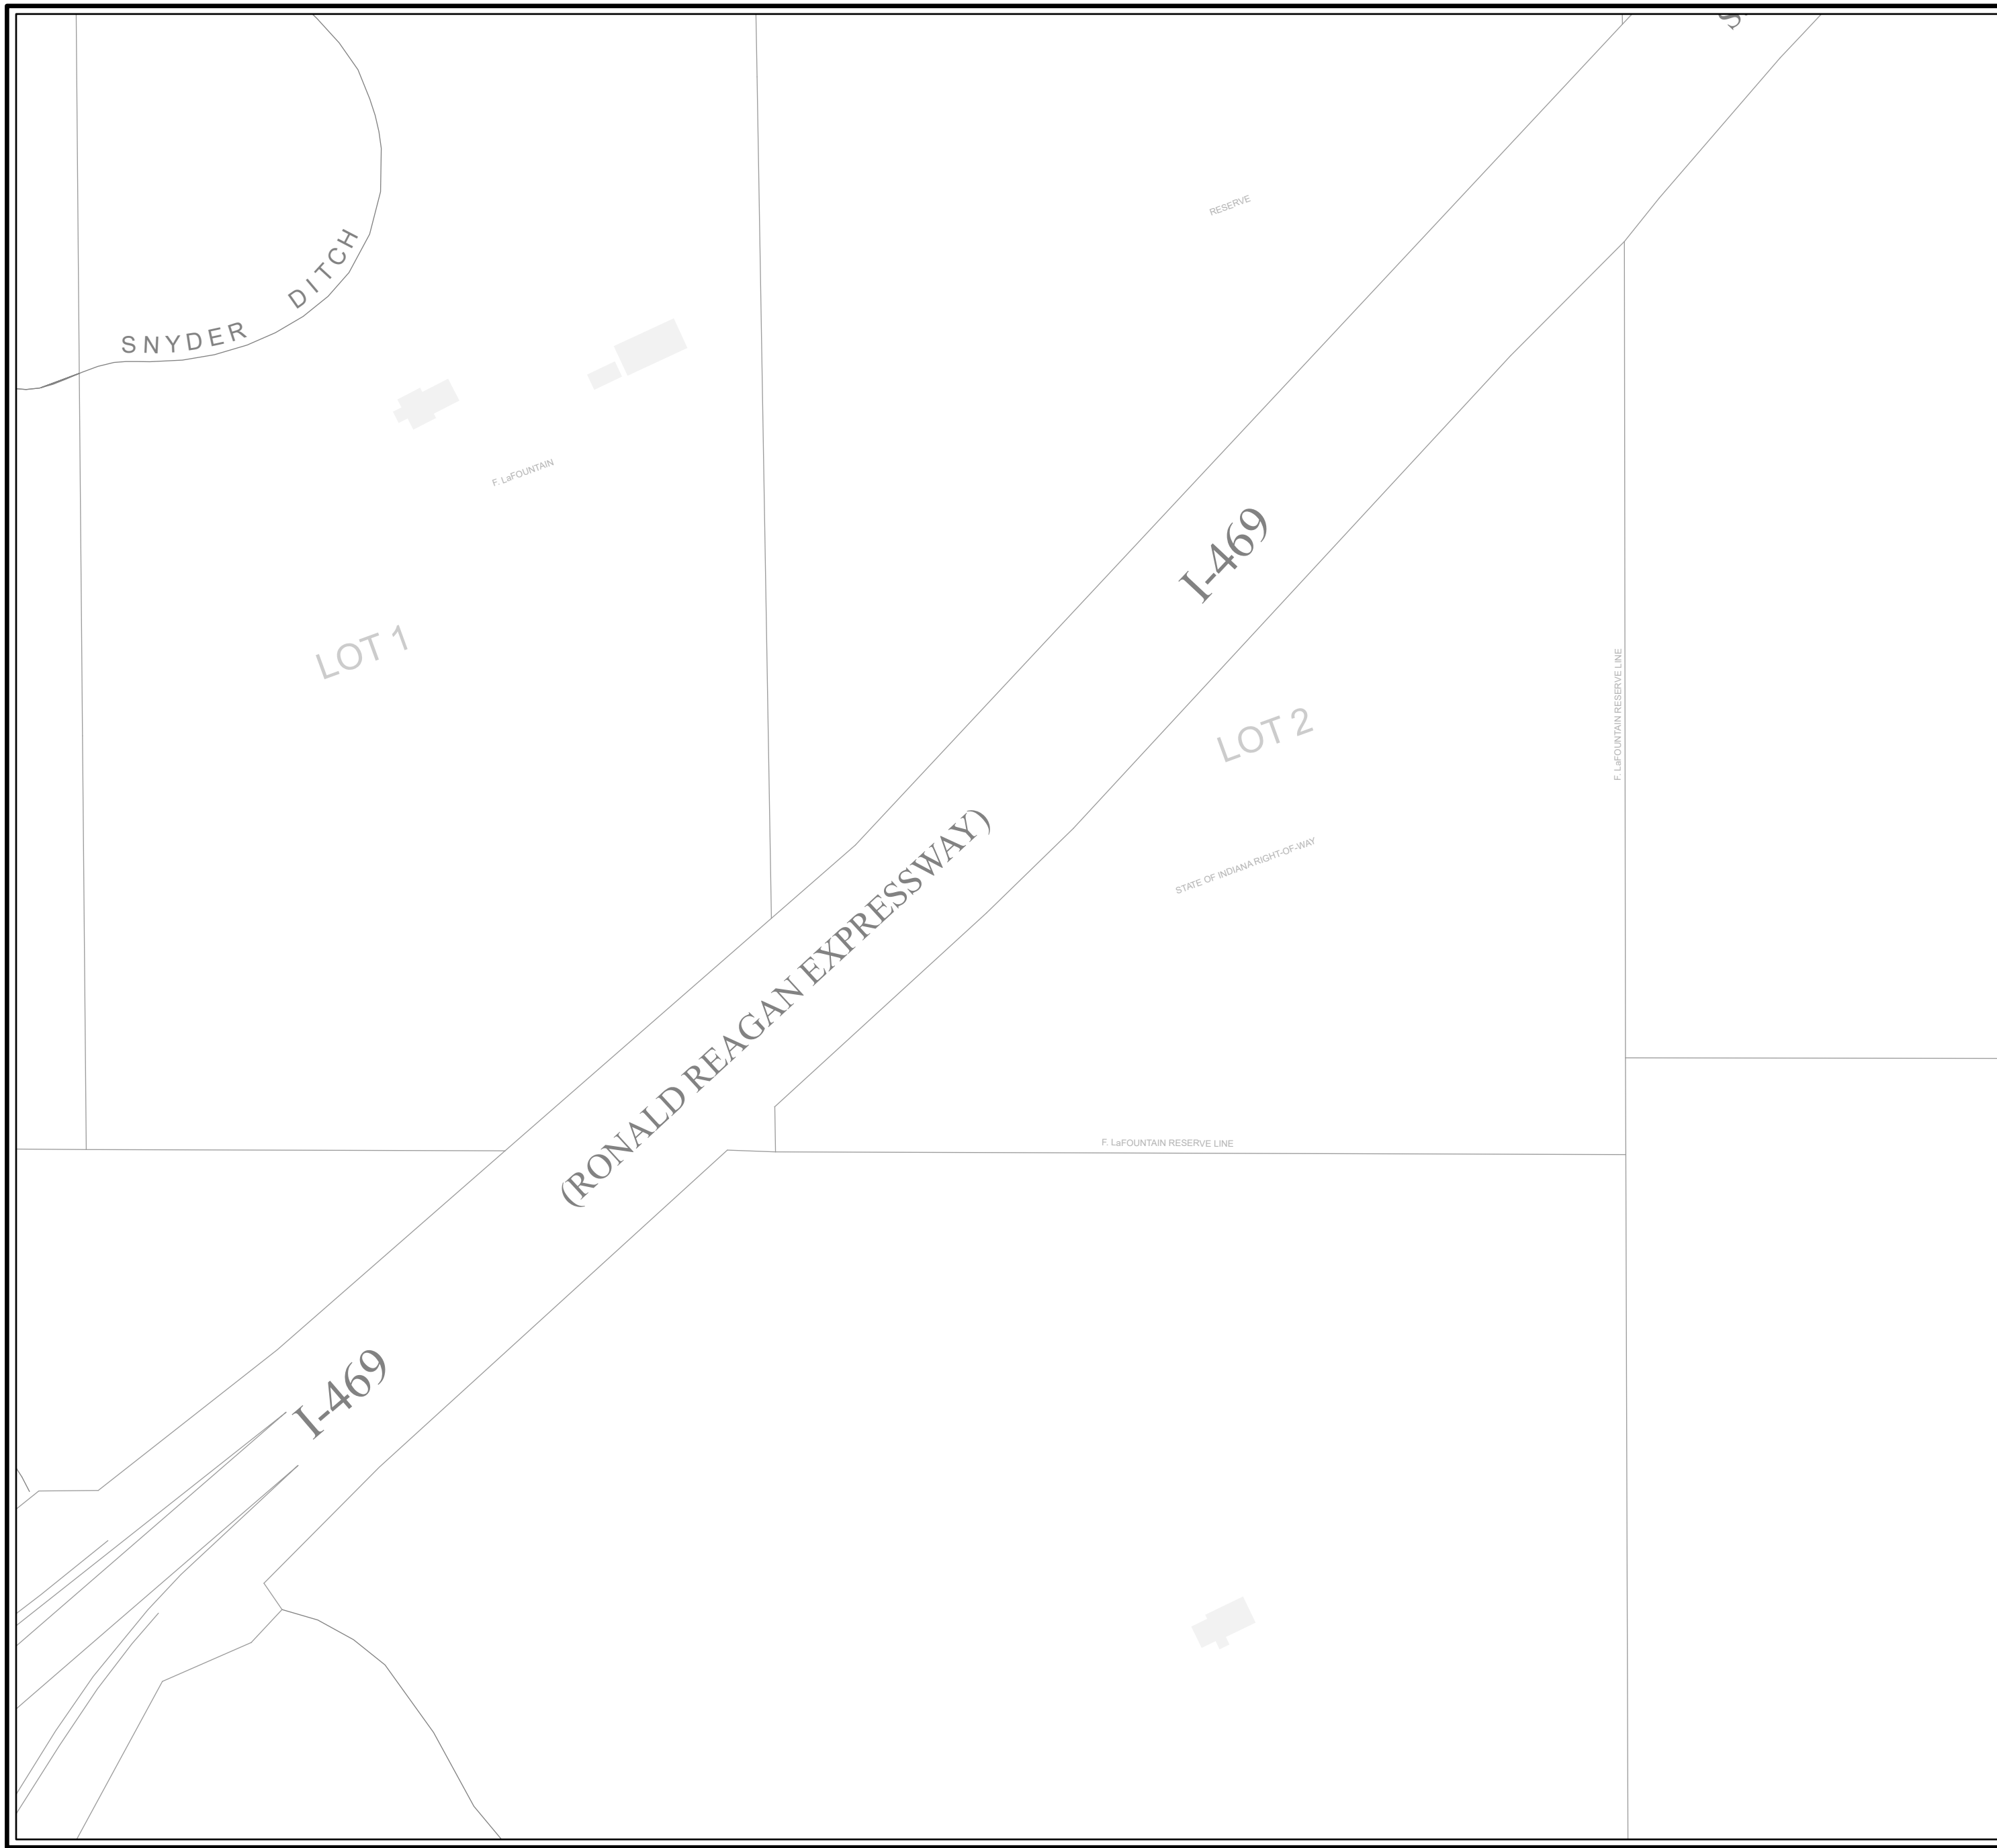 RESERVE
SNYDER DITCH
F. LaFOUNTAIN
I-469
LOT 1
LOT 2
F. LaFOUNTAIN RESERVE LINE
STATE OF INDIANA RIGHT-OF-WAY
(RONALD REAGAN EXPRESSWAY)
F. LaFOUNTAIN RESERVE LINE
I-469